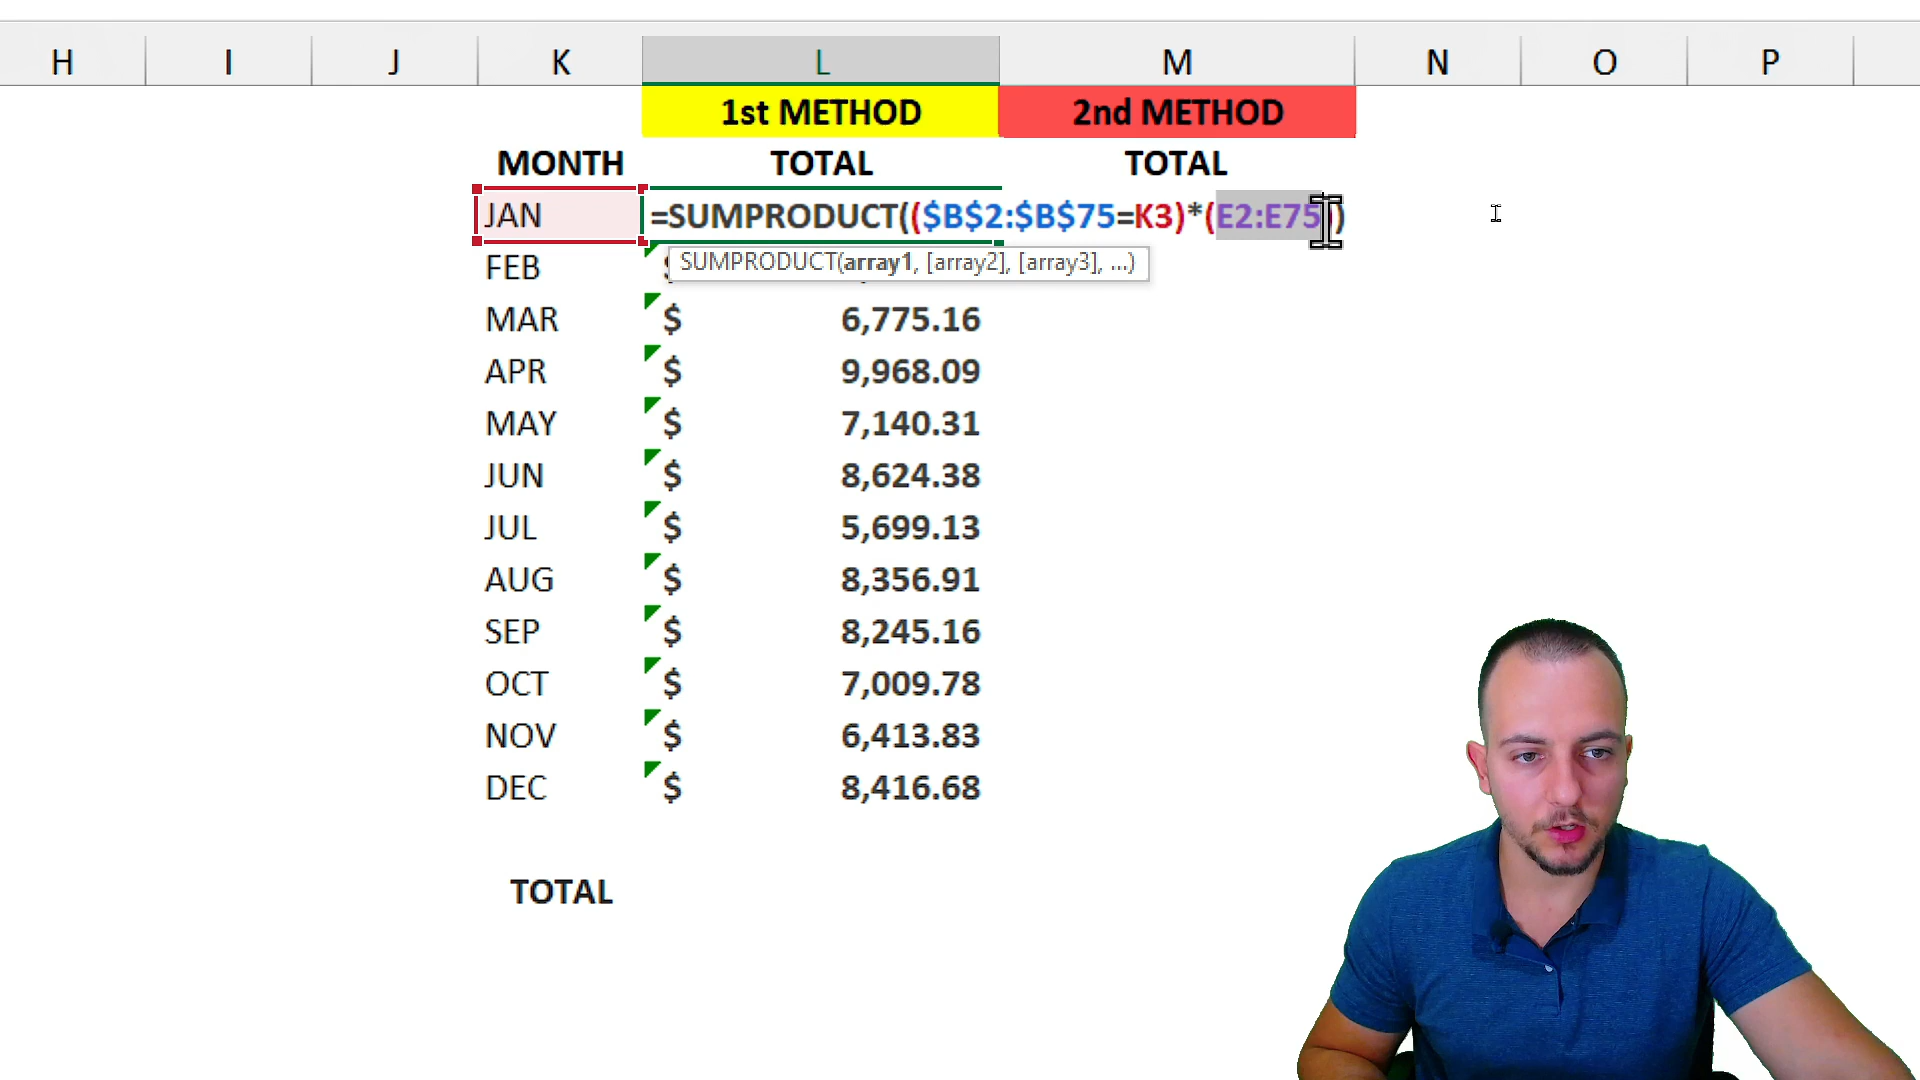 H I J K L M N O P
1st METHOD 2nd METHOD
MONTH TOTAL TOTAL
JAN =SUMPRODUCT(($B$2:$B$75=K3)*(E2:E75))
SUMPRODUCT(array1, [array2], [array3], ...)
FEB
MAR $ 6,775.16
APR $ 9,968.09
MAY $ 7,140.31
JUN $ 8,624.38
JUL $ 5,699.13
AUG $ 8,356.91
SEP $ 8,245.16
OCT $ 7,009.78
NOV $ 6,413.83
DEC $ 8,416.68
TOTAL